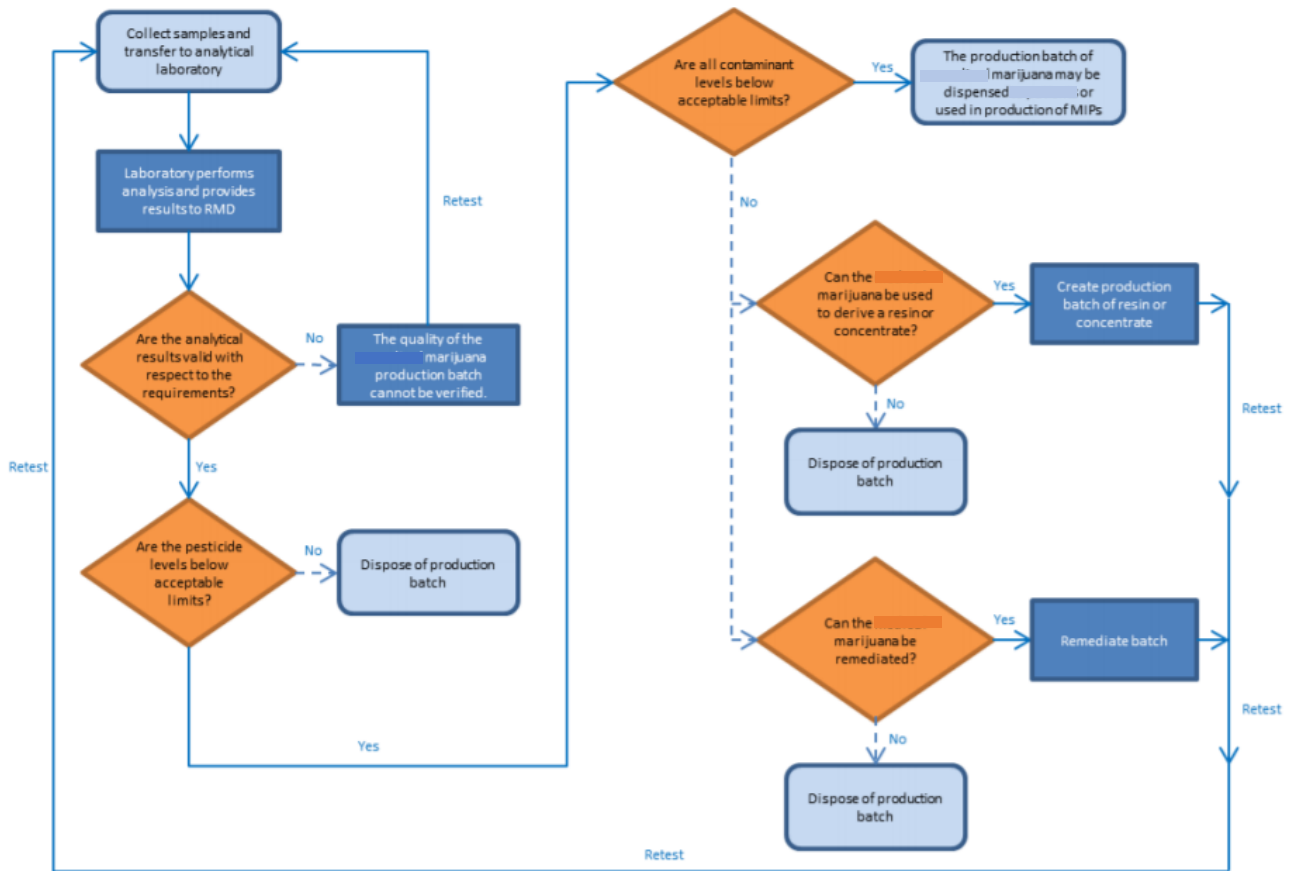 Collect samples and
transfer to analytical
laboratory
Laboratory performs
analysis and provides
results to RMD
Retest
Are the analytical
results valid with
respect to the
requirements?
No
The quality of the
marijuana
production batch
cannot be verified.
Retest
Yes
Are the pesticide
levels below
acceptable
limits?
No
Dispose of production
batch
Yes
Are all contaminant
levels below
acceptable limits?
Yes
The production batch of
marijuana may be
dispensed
or
used in production of MIPs
No
Can the
marijuana be used
to derive a resin or
concentrate?
Yes
Create production
batch of resin or
concentrate
No
Retest
Dispose of production
batch
Can the
marijuana be
remediated?
Yes
Remediate batch
Retest
No
Dispose of production
batch
Retest